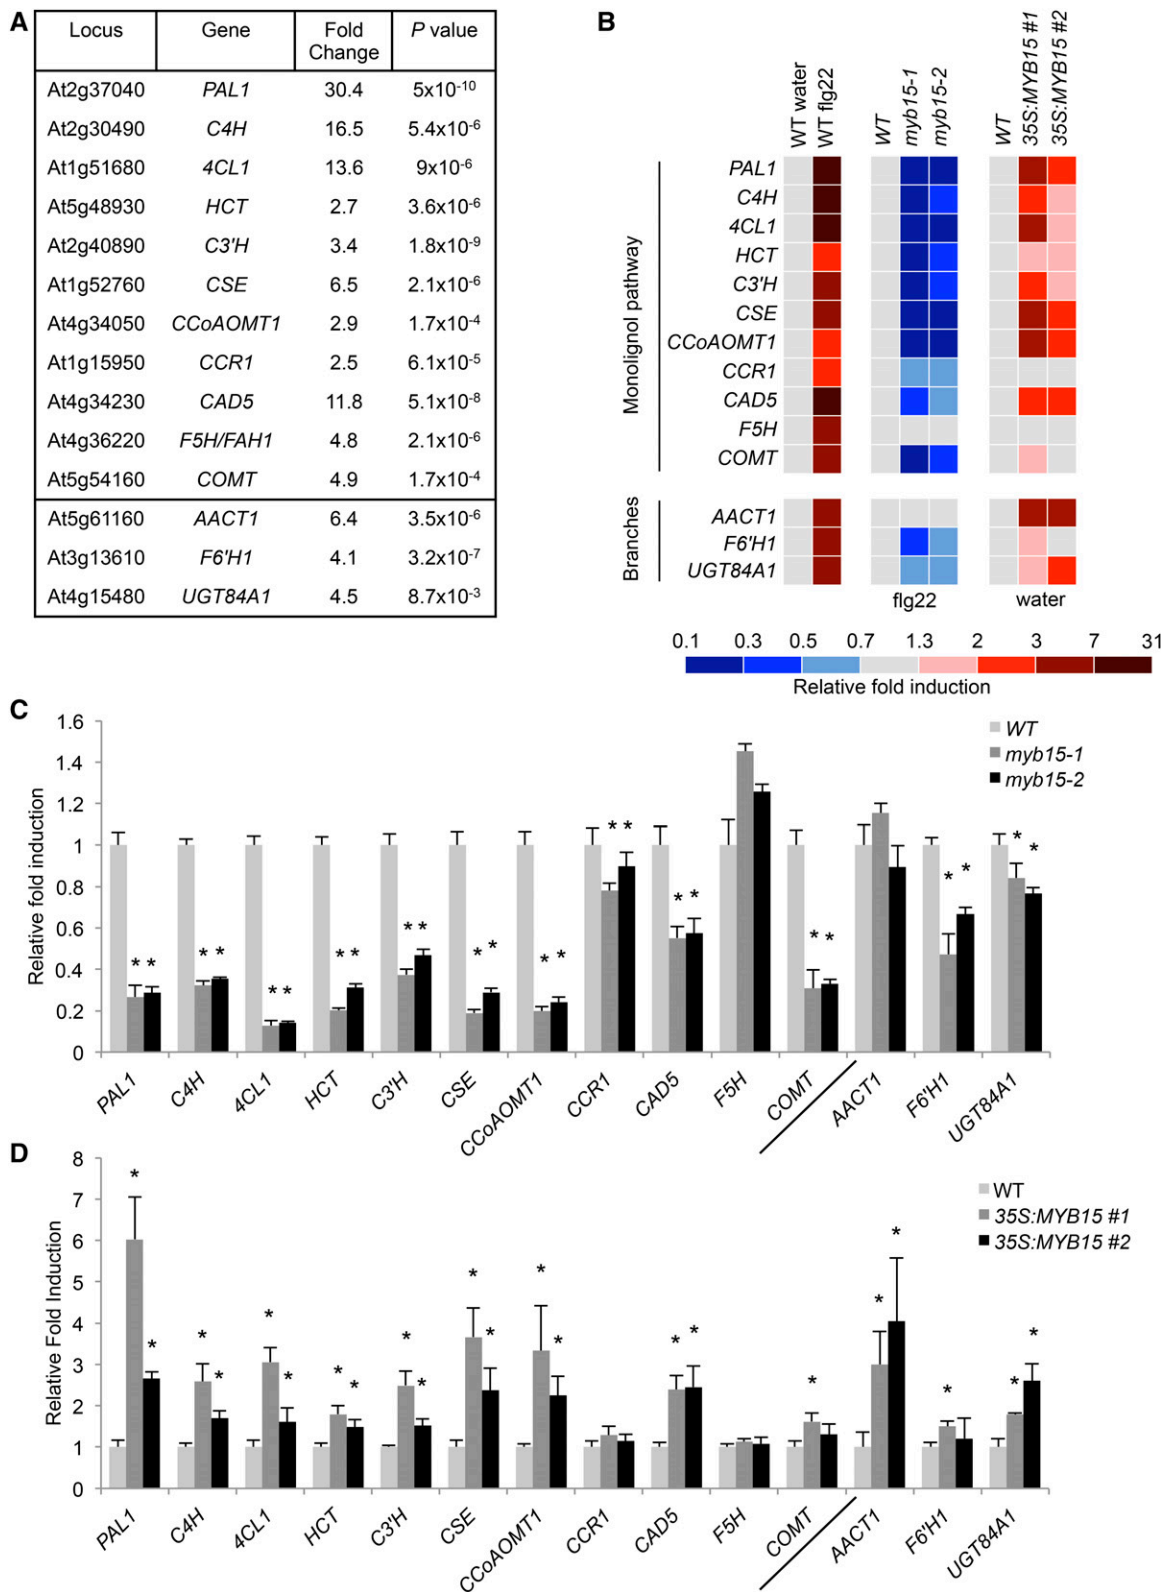 A
Locus Gene Fold Change P value
At2g37040 PAL1 30.4 5x10⁻¹⁰
At2g30490 C4H 16.5 5.4x10⁻⁶
At1g51680 4CL1 13.6 9x10⁻⁶
At5g48930 HCT 2.7 3.6x10⁻⁶
At2g40890 C3'H 3.4 1.8x10⁻⁹
At1g52760 CSE 6.5 2.1x10⁻⁶
At4g34050 CCoAOMT1 2.9 1.7x10⁻⁴
At1g15950 CCR1 2.5 6.1x10⁻⁵
At4g34230 CAD5 11.8 5.1x10⁻⁸
At4g36220 F5H/FAH1 4.8 2.1x10⁻⁶
At5g54160 COMT 4.9 1.7x10⁻⁴
At5g61160 AACT1 6.4 3.5x10⁻⁶
At3g13610 F6'H1 4.1 3.2x10⁻⁷
At4g15480 UGT84A1 4.5 8.7x10⁻³
B
WT water
WT flg22
WT
myb15-1
myb15-2
WT
35S:MYB15 #1
35S:MYB15 #2
Monolignol pathway
PAL1
C4H
4CL1
HCT
C3'H
CSE
CCoAOMT1
CCR1
CAD5
F5H
COMT
Branches
AACT1
F6'H1
UGT84A1
flg22 water
0.1 0.3 0.5 0.7 1.3 2 3 7 31
Relative fold induction
C
Relative fold induction
1.6
1.4
1.2
1
0.8
0.6
0.4
0.2
0
WT
myb15-1
myb15-2
* * * * * * * * * * * * * * * * * * * * * * * *
PAL1 C4H 4CL1 HCT C3'H CSE CCoAOMT1 CCR1 CAD5 F5H COMT AACT1 F6'H1 UGT84A1
D
Relative Fold Induction
8
7
6
5
4
3
2
1
0
WT
35S:MYB15 #1
35S:MYB15 #2
* * * * * * * * * * * * * * * * * * * * * * 
PAL1 C4H 4CL1 HCT C3'H CSE CCoAOMT1 CCR1 CAD5 F5H COMT AACT1 F6'H1 UGT84A1